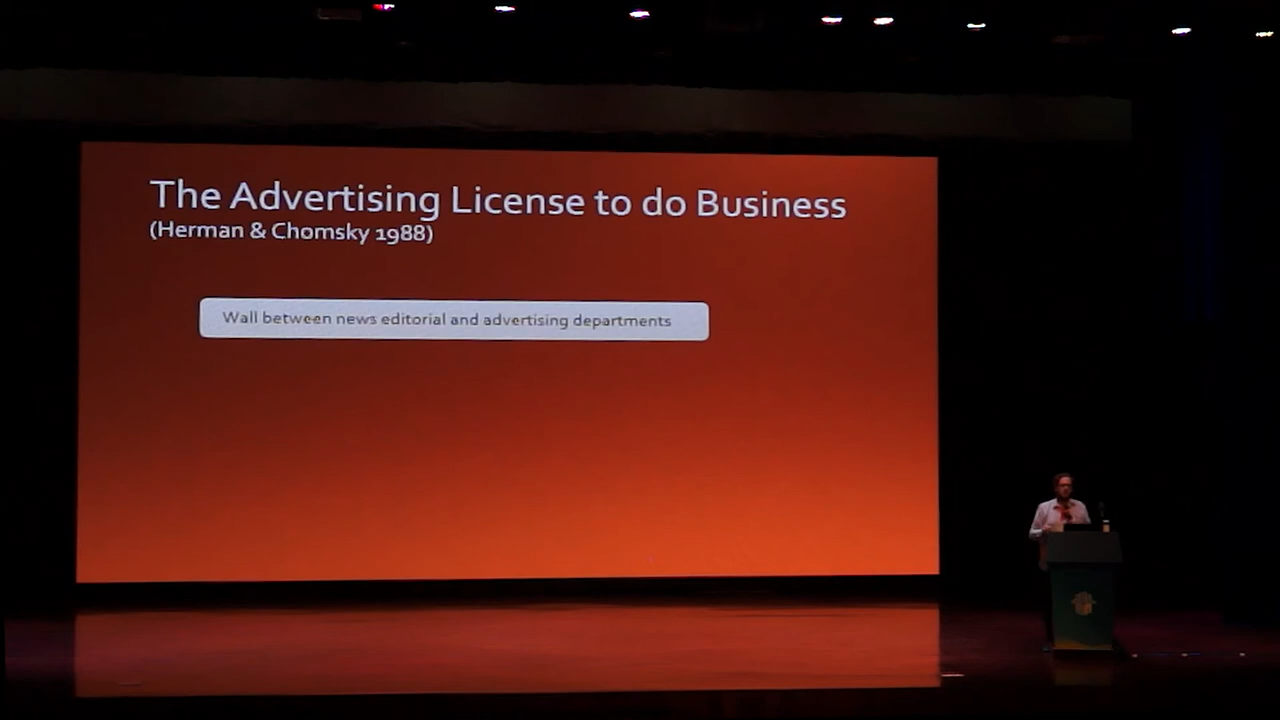 The Advertising License to do Business
(Herman & Chomsky 1988)
Wall between news editorial and advertising departments